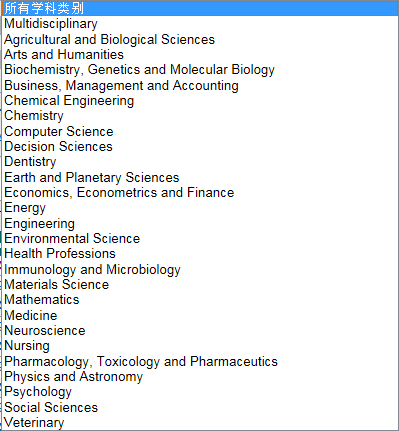 所有学科类别
Multidisciplinary
Agricultural and Biological Sciences
Arts and Humanities
Biochemistry, Genetics and Molecular Biology
Business, Management and Accounting
Chemical Engineering
Chemistry
Computer Science
Decision Sciences
Dentistry
Earth and Planetary Sciences
Economics, Econometrics and Finance
Energy
Engineering
Environmental Science
Health Professions
Immunology and Microbiology
Materials Science
Mathematics
Medicine
Neuroscience
Nursing
Pharmacology, Toxicology and Pharmaceutics
Physics and Astronomy
Psychology
Social Sciences
Veterinary